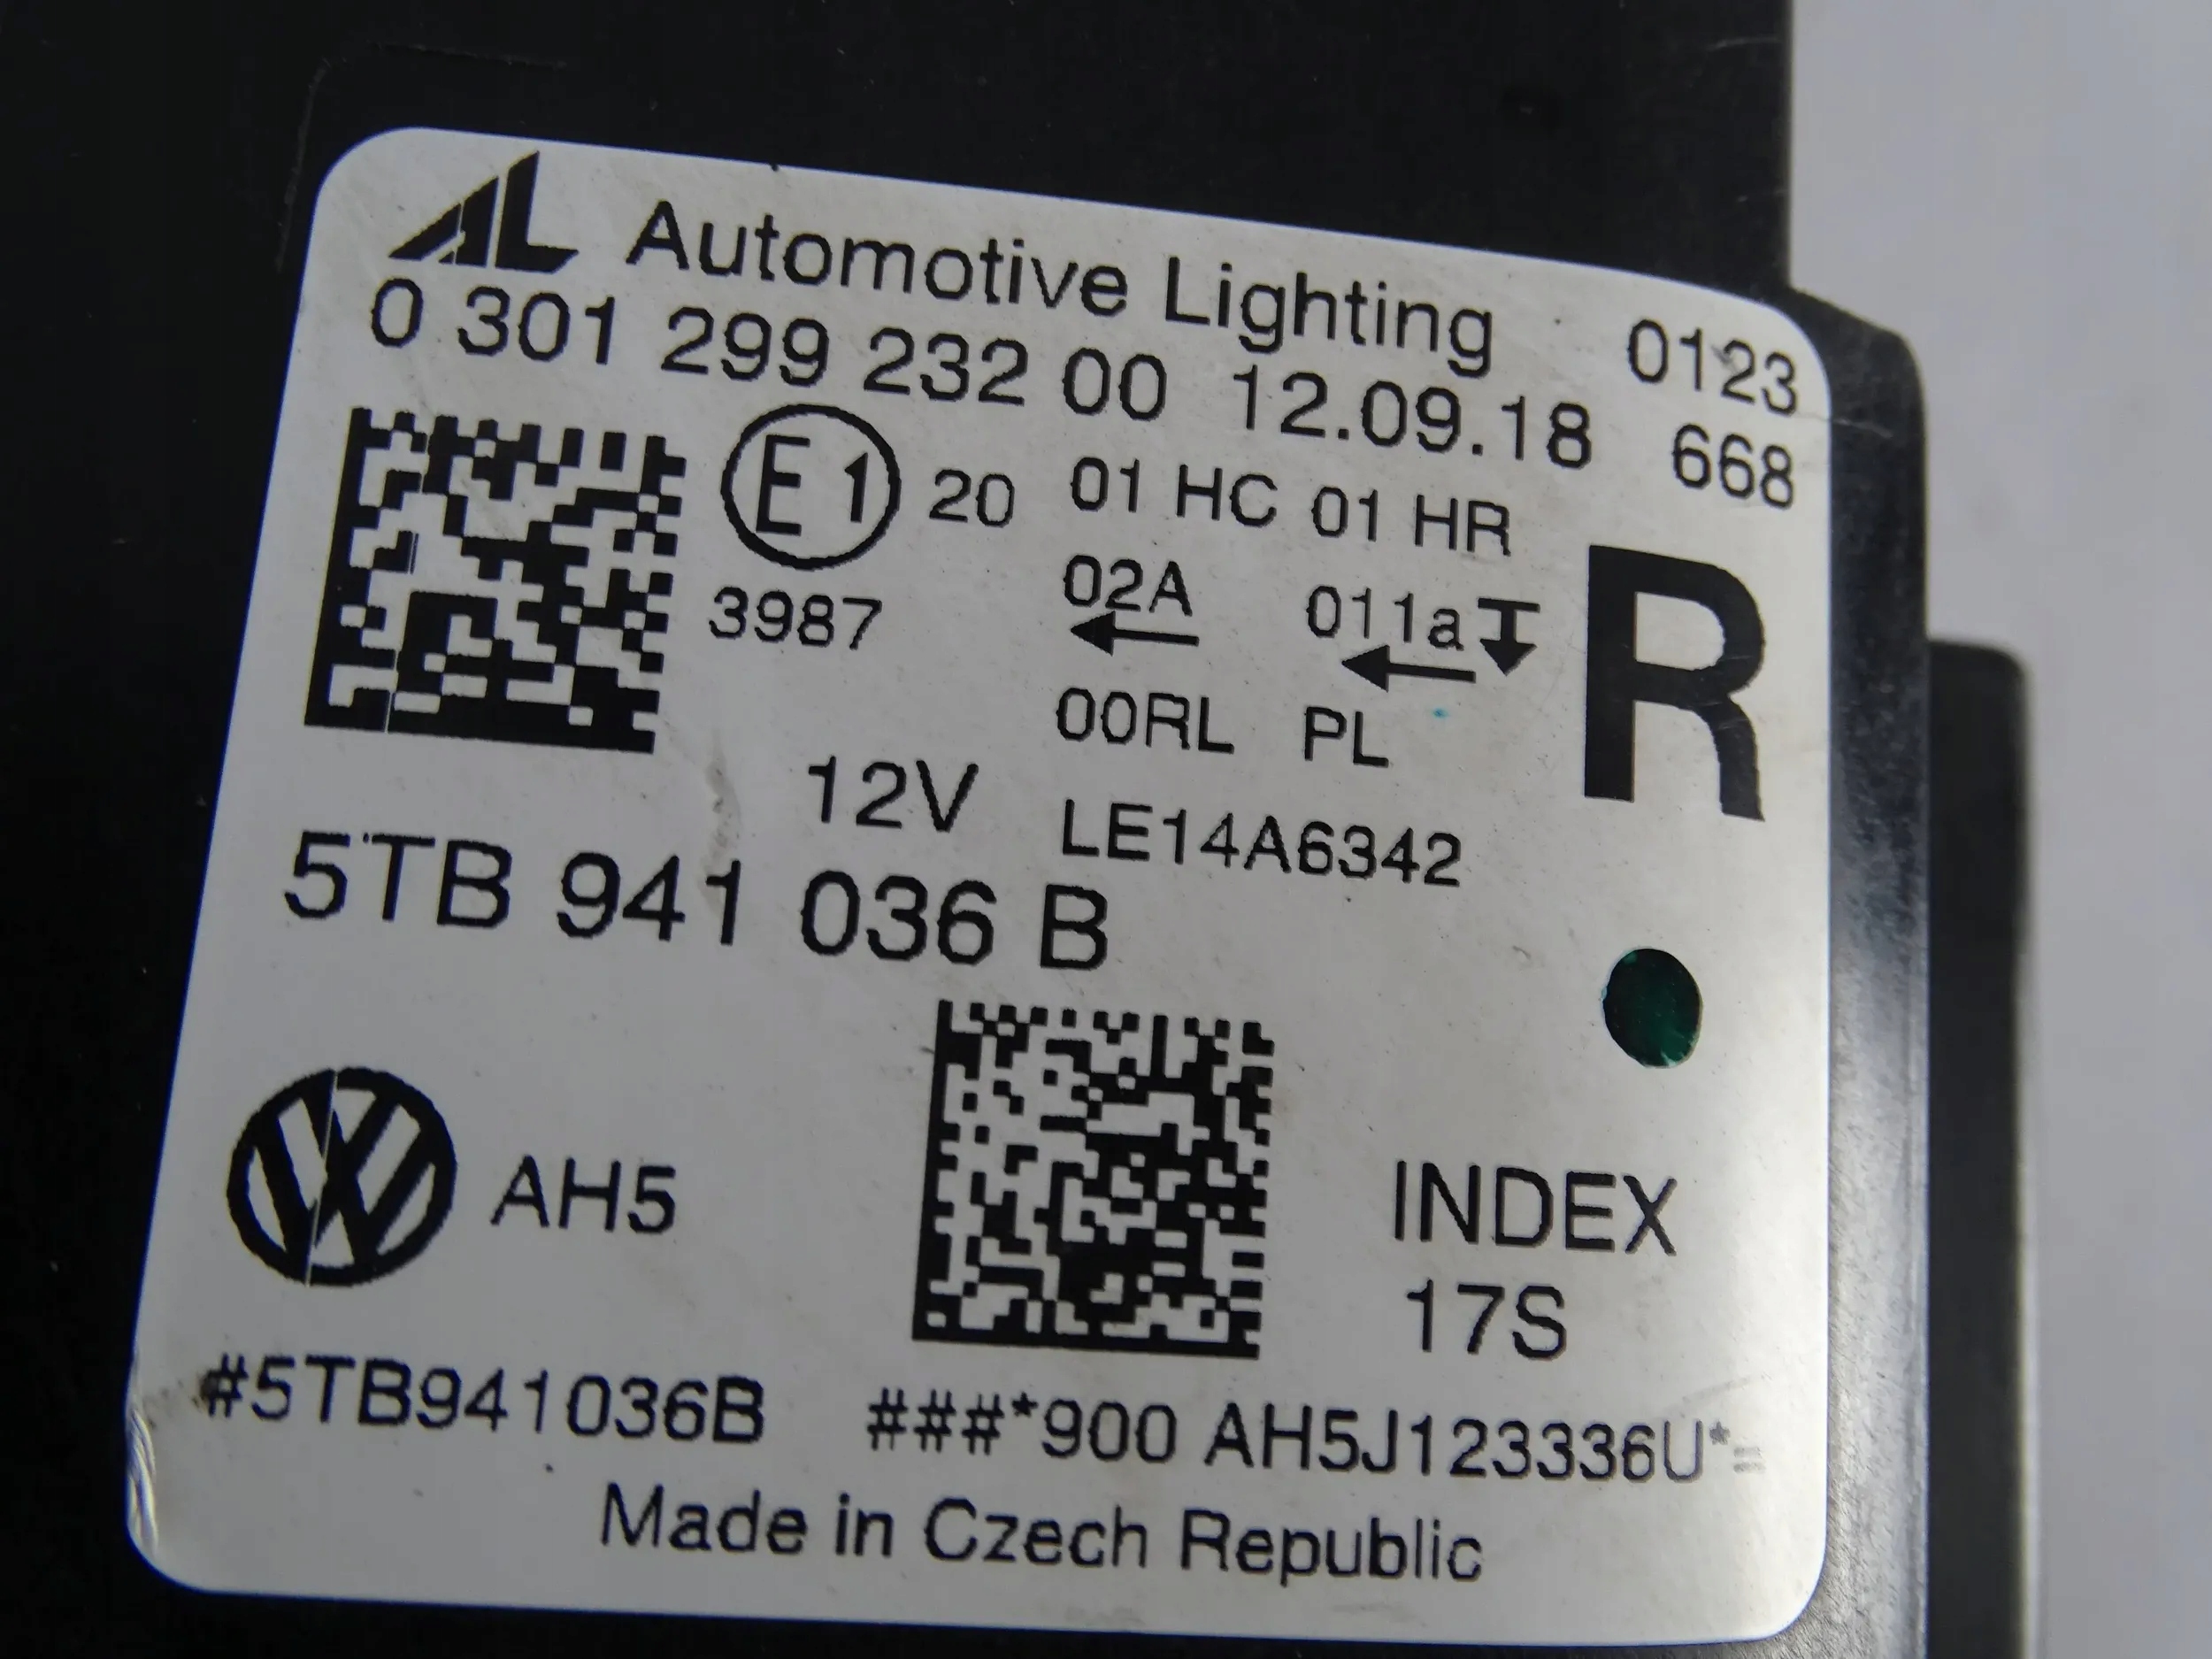 AL Automotive Lighting 0123
0 301 299 232 00 12.09.18 668
E1 20 01 HC 01 HR
3987 02A 011a R
00RL PL
12V LE14A6342
5TB 941 036 B
VW AH5 INDEX
17S
#5TB941036B ###*900 AH5J123336U*=
Made in Czech Republic